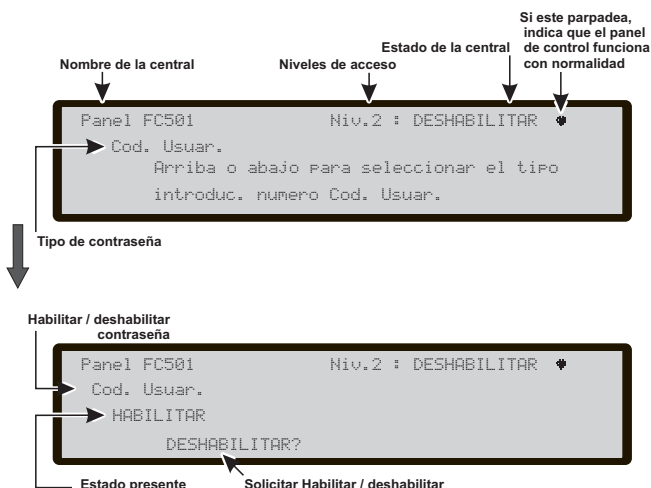 Si este parpadea,
indica que el panel
de control funciona
con normalidad
Estado de la central
Nombre de la central
Niveles de acceso
Panel FC501 Niv.2 : DESHABILITAR
Cod. Usuar.
Arriba o abajo para seleccionar el tipo
introduc. numero Cod. Usuar.
Tipo de contraseña
Habilitar / deshabilitar
contraseña
Panel FC501 Niv.2 : DESHABILITAR
Cod. Usuar.
HABILITAR
DESHABILITAR?
Estado presente
Solicitar Habilitar / deshabilitar